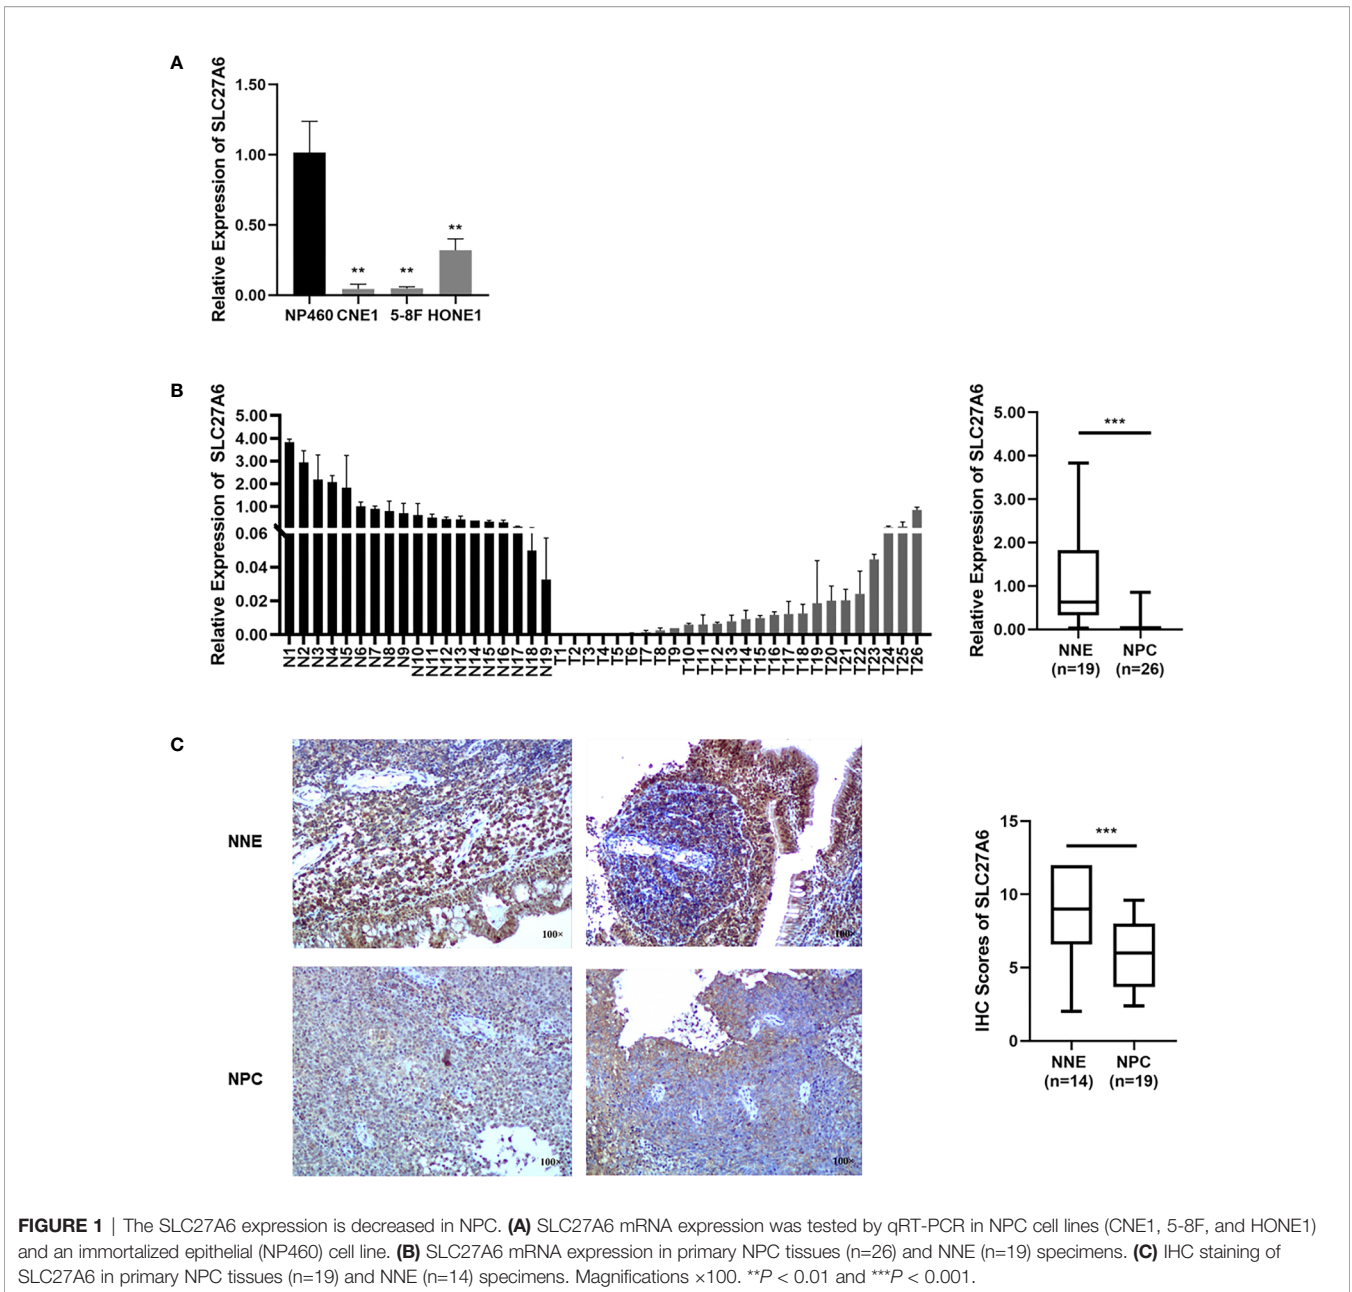 A
Relative Expression of SLC27A6
1.50
1.00
0.50
0.00
**
**
**
NP460 CNE1 5-8F HONE1
B
Relative Expression of SLC27A6
5.00
4.00
3.00
2.00
1.00
0.06
0.04
0.02
0.00
N1 N2 N3 N4 N5 N6 N7 N8 N9 N10 N11 N12 N13 N14 N15 N16 N17 N18 N19 T1 T2 T3 T4 T5 T6 T7 T8 T9 T10 T11 T12 T13 T14 T15 T16 T17 T18 T19 T20 T21 T22 T23 T24 T25 T26
Relative Expression of SLC27A6
5.00
4.00
3.00
2.00
1.00
0.00
***
NNE NPC
(n=19) (n=26)
C
NNE
100×
100×
NPC
100×
100×
IHC Scores of SLC27A6
15
10
5
0
***
NNE NPC
(n=14) (n=19)
FIGURE 1 | The SLC27A6 expression is decreased in NPC. (A) SLC27A6 mRNA expression was tested by qRT-PCR in NPC cell lines (CNE1, 5-8F, and HONE1)
and an immortalized epithelial (NP460) cell line. (B) SLC27A6 mRNA expression in primary NPC tissues (n=26) and NNE (n=19) specimens. (C) IHC staining of
SLC27A6 in primary NPC tissues (n=19) and NNE (n=14) specimens. Magnifications ×100. **P < 0.01 and ***P < 0.001.